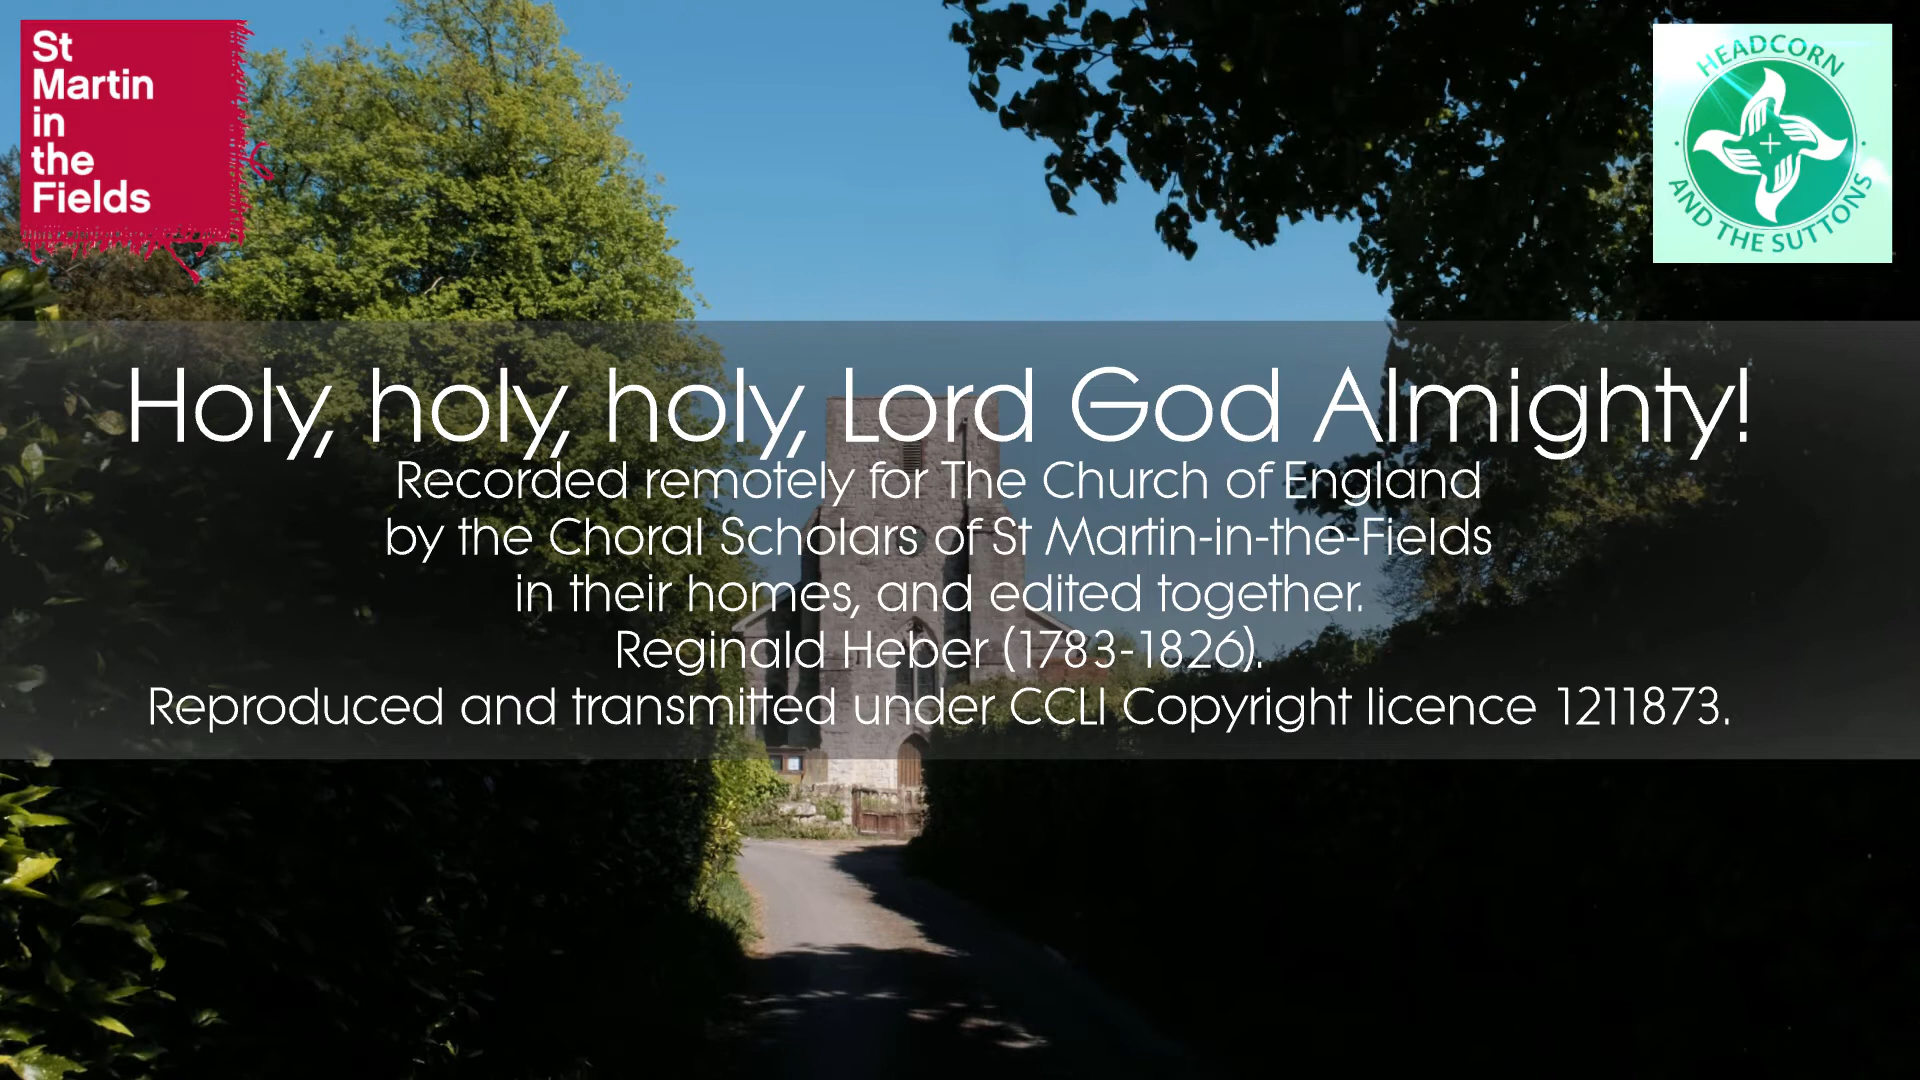 St
Martin
in
the
Fields
HEADCORN
AND THE SUTTONS
Holy, holy, holy, Lord God Almighty!
Recorded remotely for The Church of England
by the Choral Scholars of St Martin-in-the-Fields
in their homes, and edited together.
Reginald Heber (1783-1826).
Reproduced and transmitted under CCLI Copyright licence 1211873.